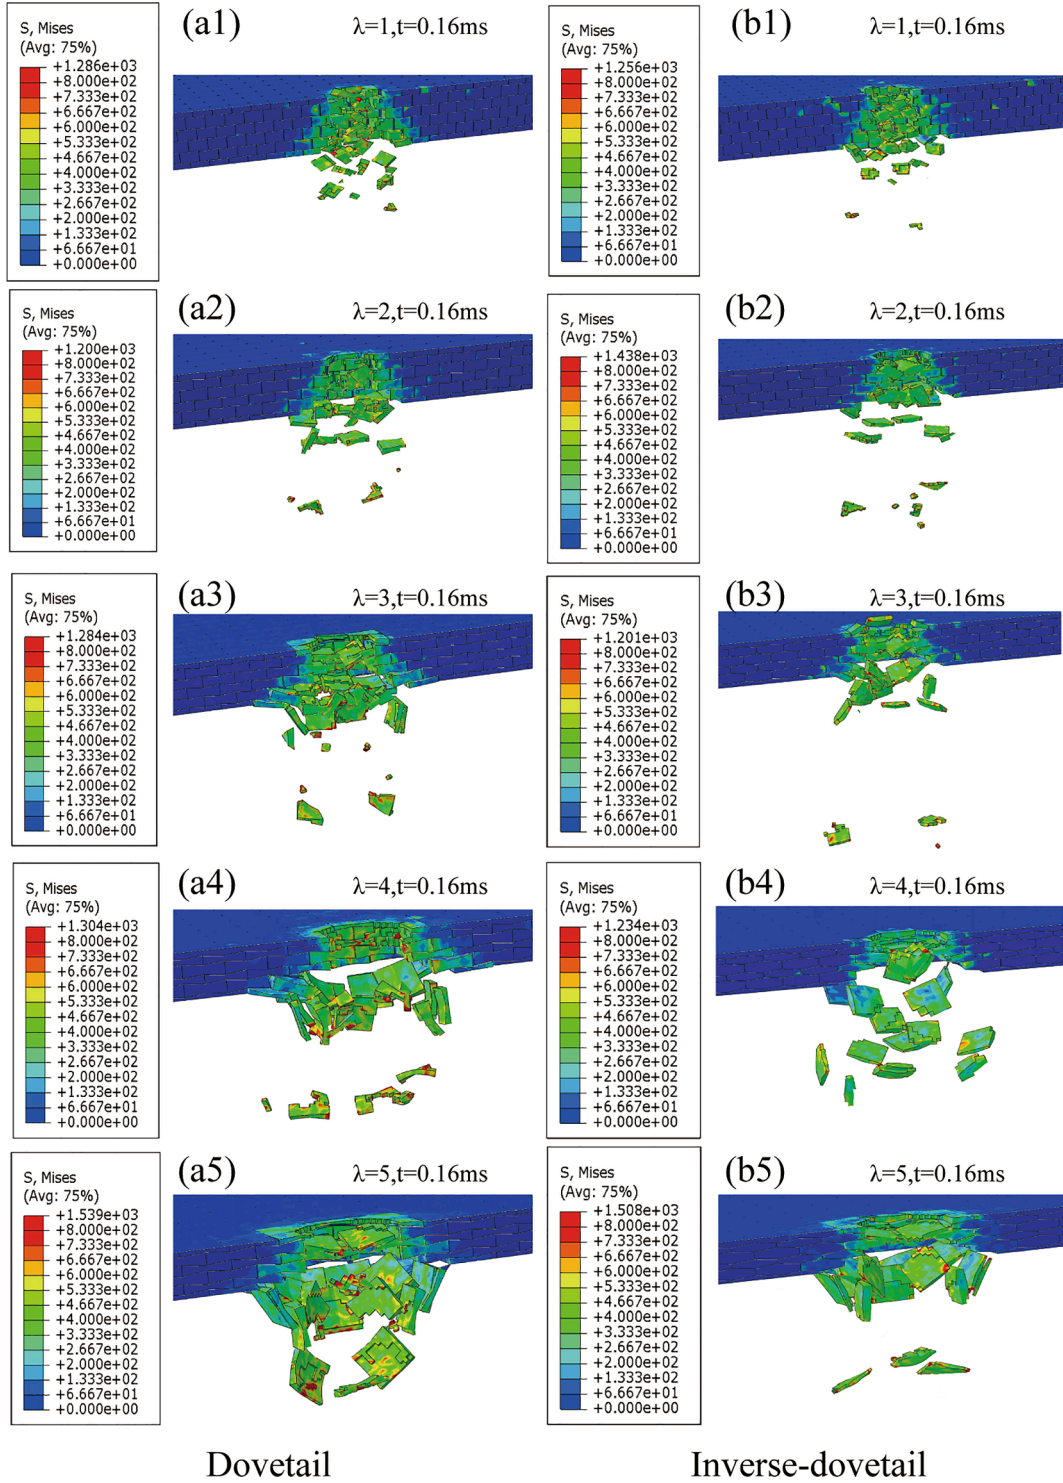 (a1)
λ=1,t=0.16ms
S, Mises
(Avg: 75%)
+1.286e+03
+8.000e+02
+7.333e+02
+6.667e+02
+6.000e+02
+5.333e+02
+4.667e+02
+4.000e+02
+3.333e+02
+2.667e+02
+2.000e+02
+1.333e+02
+6.667e+01
+0.000e+00
(b1)
λ=1,t=0.16ms
S, Mises
(Avg: 75%)
+1.256e+03
+8.000e+02
+7.333e+02
+6.667e+02
+6.000e+02
+5.333e+02
+4.667e+02
+4.000e+02
+3.333e+02
+2.667e+02
+2.000e+02
+1.333e+02
+6.667e+01
+0.000e+00
(a2)
λ=2,t=0.16ms
S, Mises
(Avg: 75%)
+1.200e+03
+8.000e+02
+7.333e+02
+6.667e+02
+6.000e+02
+5.333e+02
+4.667e+02
+4.000e+02
+3.333e+02
+2.667e+02
+2.000e+02
+1.333e+02
+6.667e+01
+0.000e+00
(b2)
λ=2,t=0.16ms
S, Mises
(Avg: 75%)
+1.438e+03
+8.000e+02
+7.333e+02
+6.667e+02
+6.000e+02
+5.333e+02
+4.667e+02
+4.000e+02
+3.333e+02
+2.667e+02
+2.000e+02
+1.333e+02
+6.667e+01
+0.000e+00
(a3)
λ=3,t=0.16ms
S, Mises
(Avg: 75%)
+1.284e+03
+8.000e+02
+7.333e+02
+6.667e+02
+6.000e+02
+5.333e+02
+4.667e+02
+4.000e+02
+3.333e+02
+2.667e+02
+2.000e+02
+1.333e+02
+6.667e+01
+0.000e+00
(b3)
λ=3,t=0.16ms
S, Mises
(Avg: 75%)
+1.201e+03
+8.000e+02
+7.333e+02
+6.667e+02
+6.000e+02
+5.333e+02
+4.667e+02
+4.000e+02
+3.333e+02
+2.667e+02
+2.000e+02
+1.333e+02
+6.667e+01
+0.000e+00
(a4)
λ=4,t=0.16ms
S, Mises
(Avg: 75%)
+1.304e+03
+8.000e+02
+7.333e+02
+6.667e+02
+6.000e+02
+5.333e+02
+4.667e+02
+4.000e+02
+3.333e+02
+2.667e+02
+2.000e+02
+1.333e+02
+6.667e+01
+0.000e+00
(b4)
λ=4,t=0.16ms
S, Mises
(Avg: 75%)
+1.234e+03
+8.000e+02
+7.333e+02
+6.667e+02
+6.000e+02
+5.333e+02
+4.667e+02
+4.000e+02
+3.333e+02
+2.667e+02
+2.000e+02
+1.333e+02
+6.667e+01
+0.000e+00
(a5)
λ=5,t=0.16ms
S, Mises
(Avg: 75%)
+1.539e+03
+8.000e+02
+7.333e+02
+6.667e+02
+6.000e+02
+5.333e+02
+4.667e+02
+4.000e+02
+3.333e+02
+2.667e+02
+2.000e+02
+1.333e+02
+6.667e+01
+0.000e+00
(b5)
λ=5,t=0.16ms
S, Mises
(Avg: 75%)
+1.508e+03
+8.000e+02
+7.333e+02
+6.667e+02
+6.000e+02
+5.333e+02
+4.667e+02
+4.000e+02
+3.333e+02
+2.667e+02
+2.000e+02
+1.333e+02
+6.667e+01
+0.000e+00
Dovetail
Inverse-dovetail